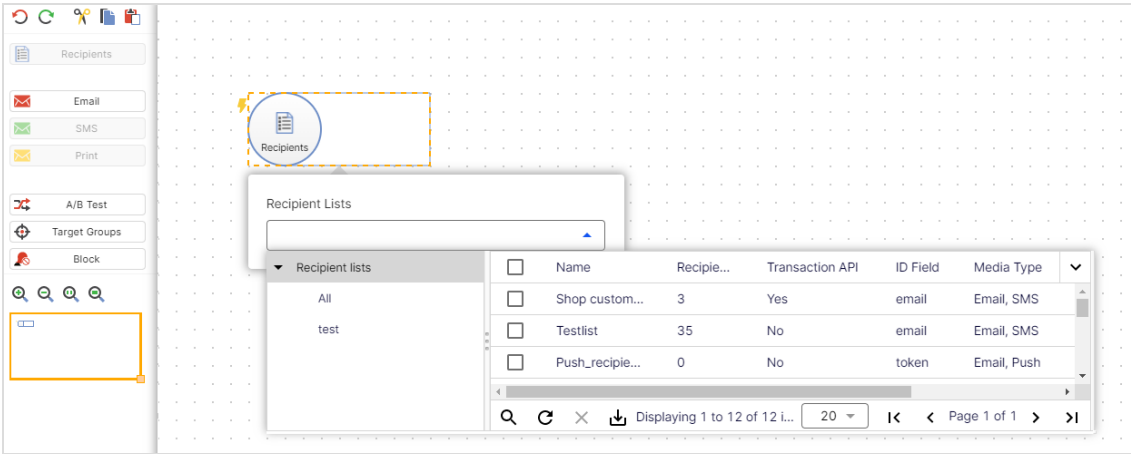 Recipients
Email
SMS
Print
A/B Test
Target Groups
Block
Recipients
Recipient Lists
Recipient lists
All
test
Name Recipie... Transaction API ID Field Media Type
Shop custom... 3 Yes email Email, SMS
Testlist 35 No email Email, SMS
Push_recipie... 0 No token Email, Push
Displaying 1 to 12 of 12 i... 20 Page 1 of 1